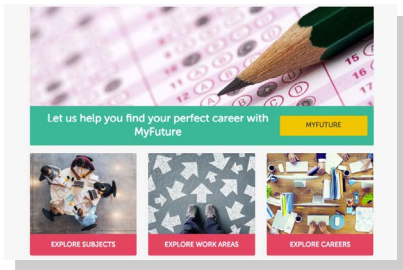 Let us help you find your perfect career with
MyFuture
MYFUTURE
EXPLORE SUBJECTS
EXPLORE WORK AREAS
EXPLORE CAREERS